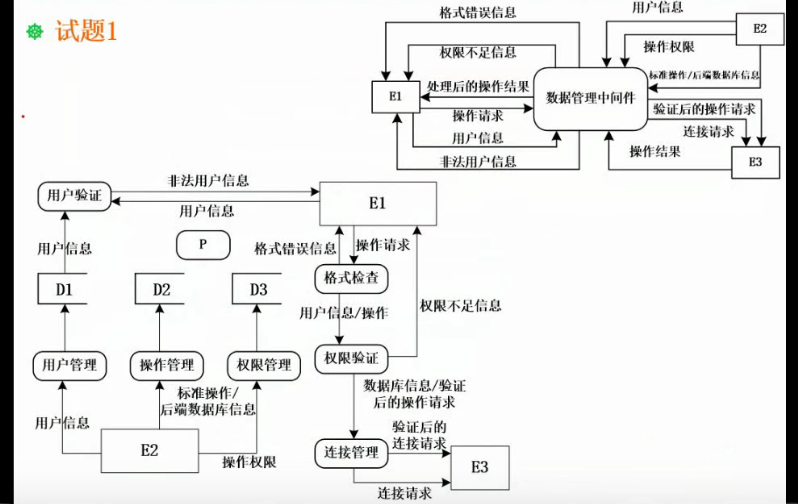 试题1
格式错误信息
权限不足信息
处理后的操作结果
操作请求
用户信息
非法用户信息
E1
数据管理中间件
用户信息
操作权限
标准操作/后端数据库信息
验证后的操作请求
连接请求
操作结果
E2
E3
用户验证
非法用户信息
用户信息
E1
P
用户信息
格式错误信息
操作请求
D1
D2
D3
格式检查
用户信息/操作
权限不足信息
用户管理
操作管理
权限管理
权限验证
标准操作/
后端数据库信息
数据库信息/验证
后的操作请求
用户信息
E2
操作权限
连接管理
验证后的
连接请求
E3
连接请求